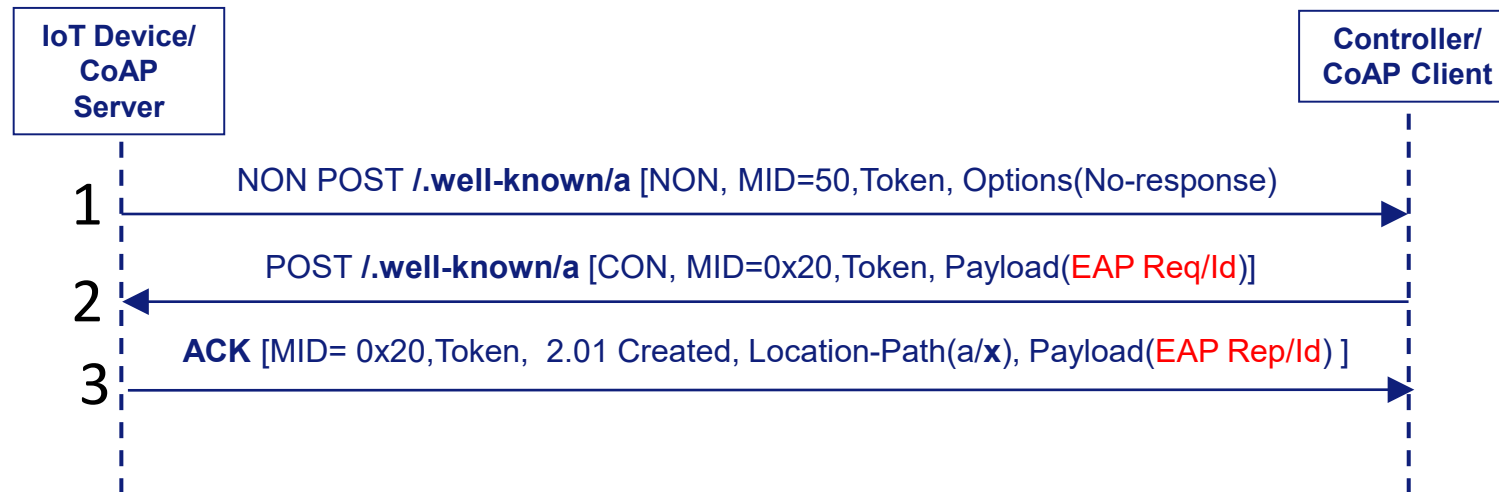 IoT Device/
CoAP
Server
Controller/
CoAP Client
1
NON POST /.well-known/a [NON, MID=50,Token, Options(No-response)
2
POST /.well-known/a [CON, MID=0x20,Token, Payload(EAP Req/Id)]
3
ACK [MID= 0x20,Token, 2.01 Created, Location-Path(a/x), Payload(EAP Rep/Id) ]